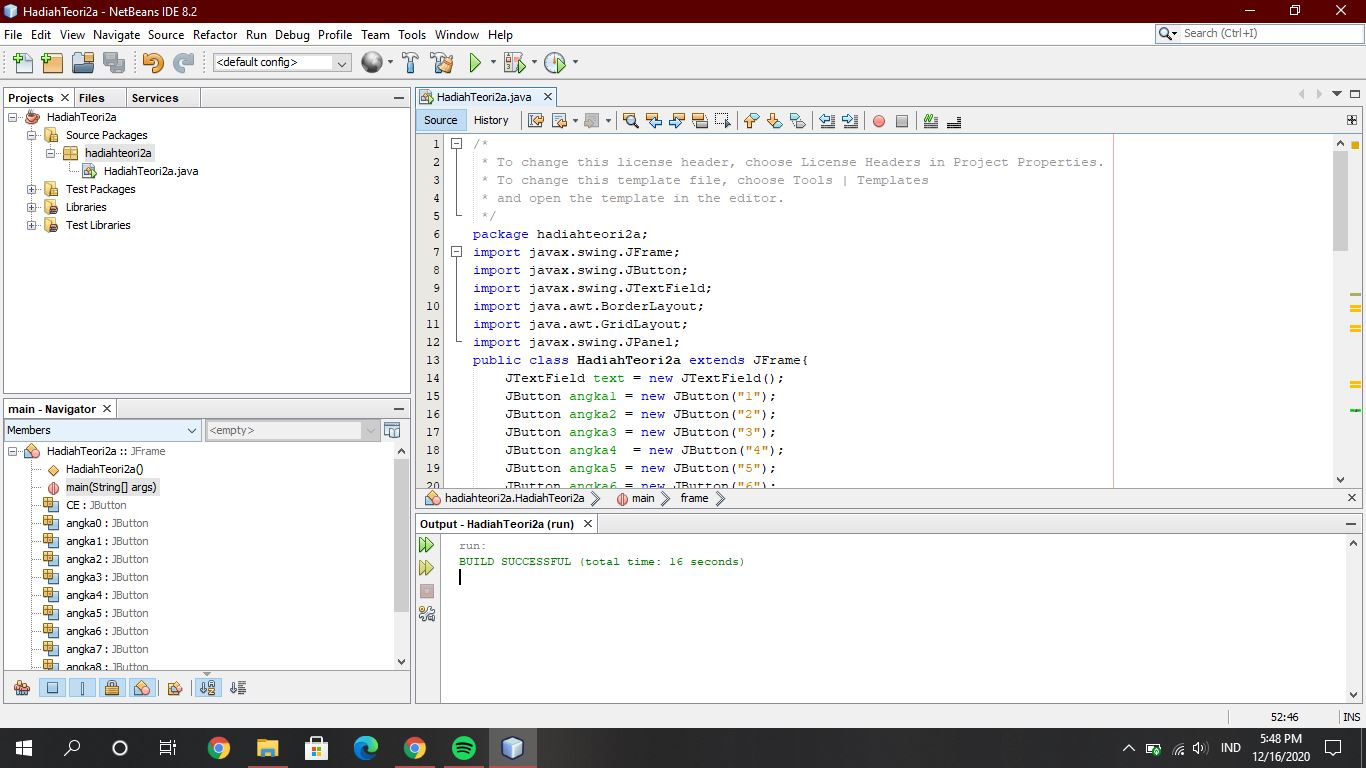 HadiahTeori2a - NetBeans IDE 8.2
File Edit View Navigate Source Refactor Run Debug Profile Team Tools Window Help
Search (Ctrl+I)
<default config>
Projects Files Services
HadiahTeori2a
Source Packages
hadiahteori2a
HadiahTeori2a.java
Test Packages
Libraries
Test Libraries
main - Navigator
Members <empty>
HadiahTeori2a :: JFrame
HadiahTeori2a()
main(String[] args)
CE : JButton
angka0 : JButton
angka1 : JButton
angka2 : JButton
angka3 : JButton
angka4 : JButton
angka5 : JButton
angka6 : JButton
angka7 : JButton
angka8 : JButton
HadiahTeori2a.java
Source History
1 /*
2 * To change this license header, choose License Headers in Project Properties.
3 * To change this template file, choose Tools | Templates
4 * and open the template in the editor.
5 */
6 package hadiahteori2a;
7 import javax.swing.JFrame;
8 import javax.swing.JButton;
9 import javax.swing.JTextField;
10 import java.awt.BorderLayout;
11 import java.awt.GridLayout;
12 import javax.swing.JPanel;
13 public class HadiahTeori2a extends JFrame{
14 JTextField text = new JTextField();
15 JButton angka1 = new JButton("1");
16 JButton angka2 = new JButton("2");
17 JButton angka3 = new JButton("3");
18 JButton angka4  = new JButton("4");
19 JButton angka5 = new JButton("5");
20 JButton angka6 = new JButton("6");
hadiahteori2a.HadiahTeori2a main frame
Output - HadiahTeori2a (run)
run:
BUILD SUCCESSFUL (total time: 16 seconds)
52:46 INS
IND
5:48 PM
12/16/2020